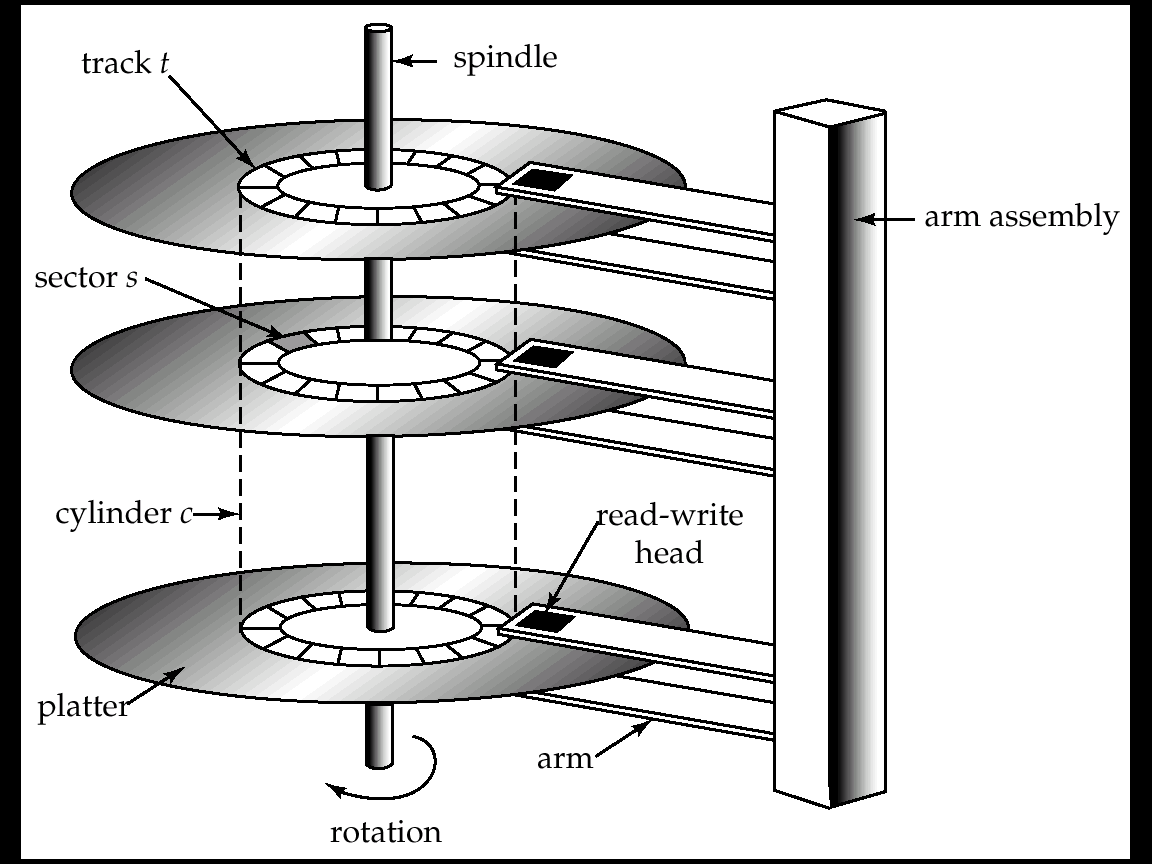 track t
spindle
arm assembly
sector s
cylinder c
read-write
head
platter
arm
rotation